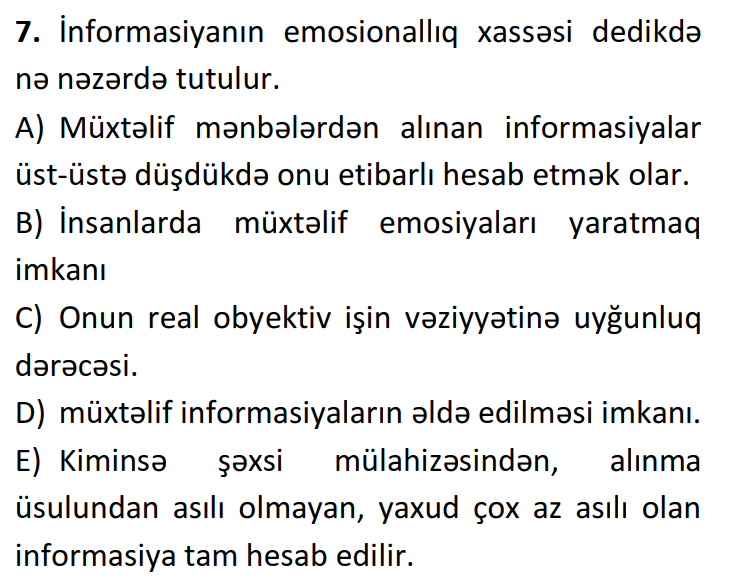 7. İnformasiyanın emosionallıq xassəsi dedikdə
nə nəzərdə tutulur.
A) Müxtəlif mənbələrdən alınan informasiyalar
üst-üstə düşdükdə onu etibarlı hesab etmək olar.
B) İnsanlarda müxtəlif emosiyaları yaratmaq
imkanı
C) Onun real obyektiv işin vəziyyətinə uyğunluq
dərəcəsi.
D) müxtəlif informasiyaların əldə edilməsi imkanı.
E) Kiminsə şəxsi mülahizəsindən, alınma
üsulundan asılı olmayan, yaxud çox az asılı olan
informasiya tam hesab edilir.